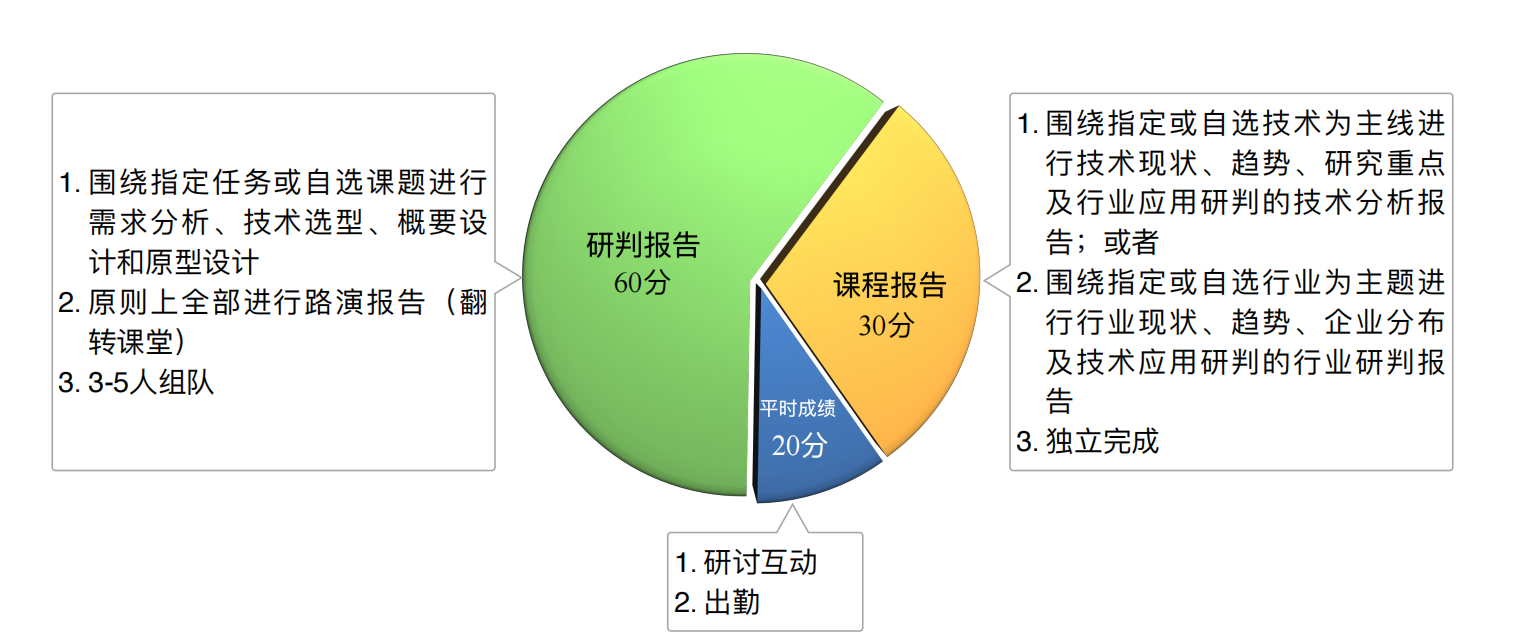 1. 围绕指定任务或自选课题进行
需求分析、技术选型、概要设
计和原型设计
2. 原则上全部进行路演报告（翻
转课堂）
3. 3-5人组队
研判报告
60分
课程报告
30分
平时成绩
20分
1. 围绕指定或自选技术为主线进
行技术现状、趋势、研究重点
及行业应用研判的技术分析报
告；或者
2. 围绕指定或自选行业为主题进
行行业现状、趋势、企业分布
及技术应用研判的行业研判报
告
3. 独立完成
1. 研讨互动
2. 出勤